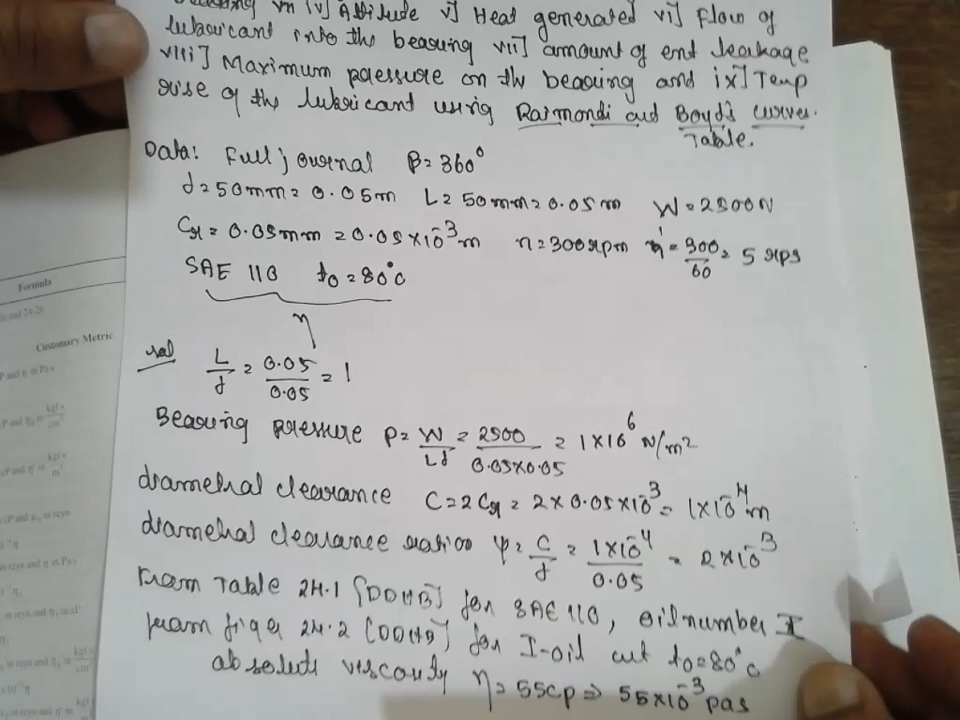 iv] Attitude v] Heat generated vi] Flow of
lubricant into the bearing vii] amount of end leakage
viii] Maximum pressure on the bearing and ix] Temp
rise of the lubricant using Raimondi and Boyd's curves.
Table.
Data: Full journal β = 360°
d = 50mm = 0.05m L = 50mm = 0.05m W = 2500N
Cr = 0.05mm = 0.05×10⁻³m n = 300rpm n' = 300/60 = 5 rps
SAE 110 to = 80°C
η
Sol L/d = 0.05/0.05 = 1
Bearing pressure P = W/Ld = 2500/0.05×0.05 = 1×10⁶ N/m²
diametral clearance C = 2Cr = 2×0.05×10⁻³ = 1×10⁻⁴m
diametral clearance ratio ψ = C/d = 1×10⁻⁴/0.05 = 2×10⁻³
From Table 24.1 [DDHB] for SAE 110, oil number I
from fig 24.2 [DDHB] for I-oil at to = 80°C
absolute viscosity η = 55cp ⇒ 55×10⁻³ pas
Formula
Customary Metric